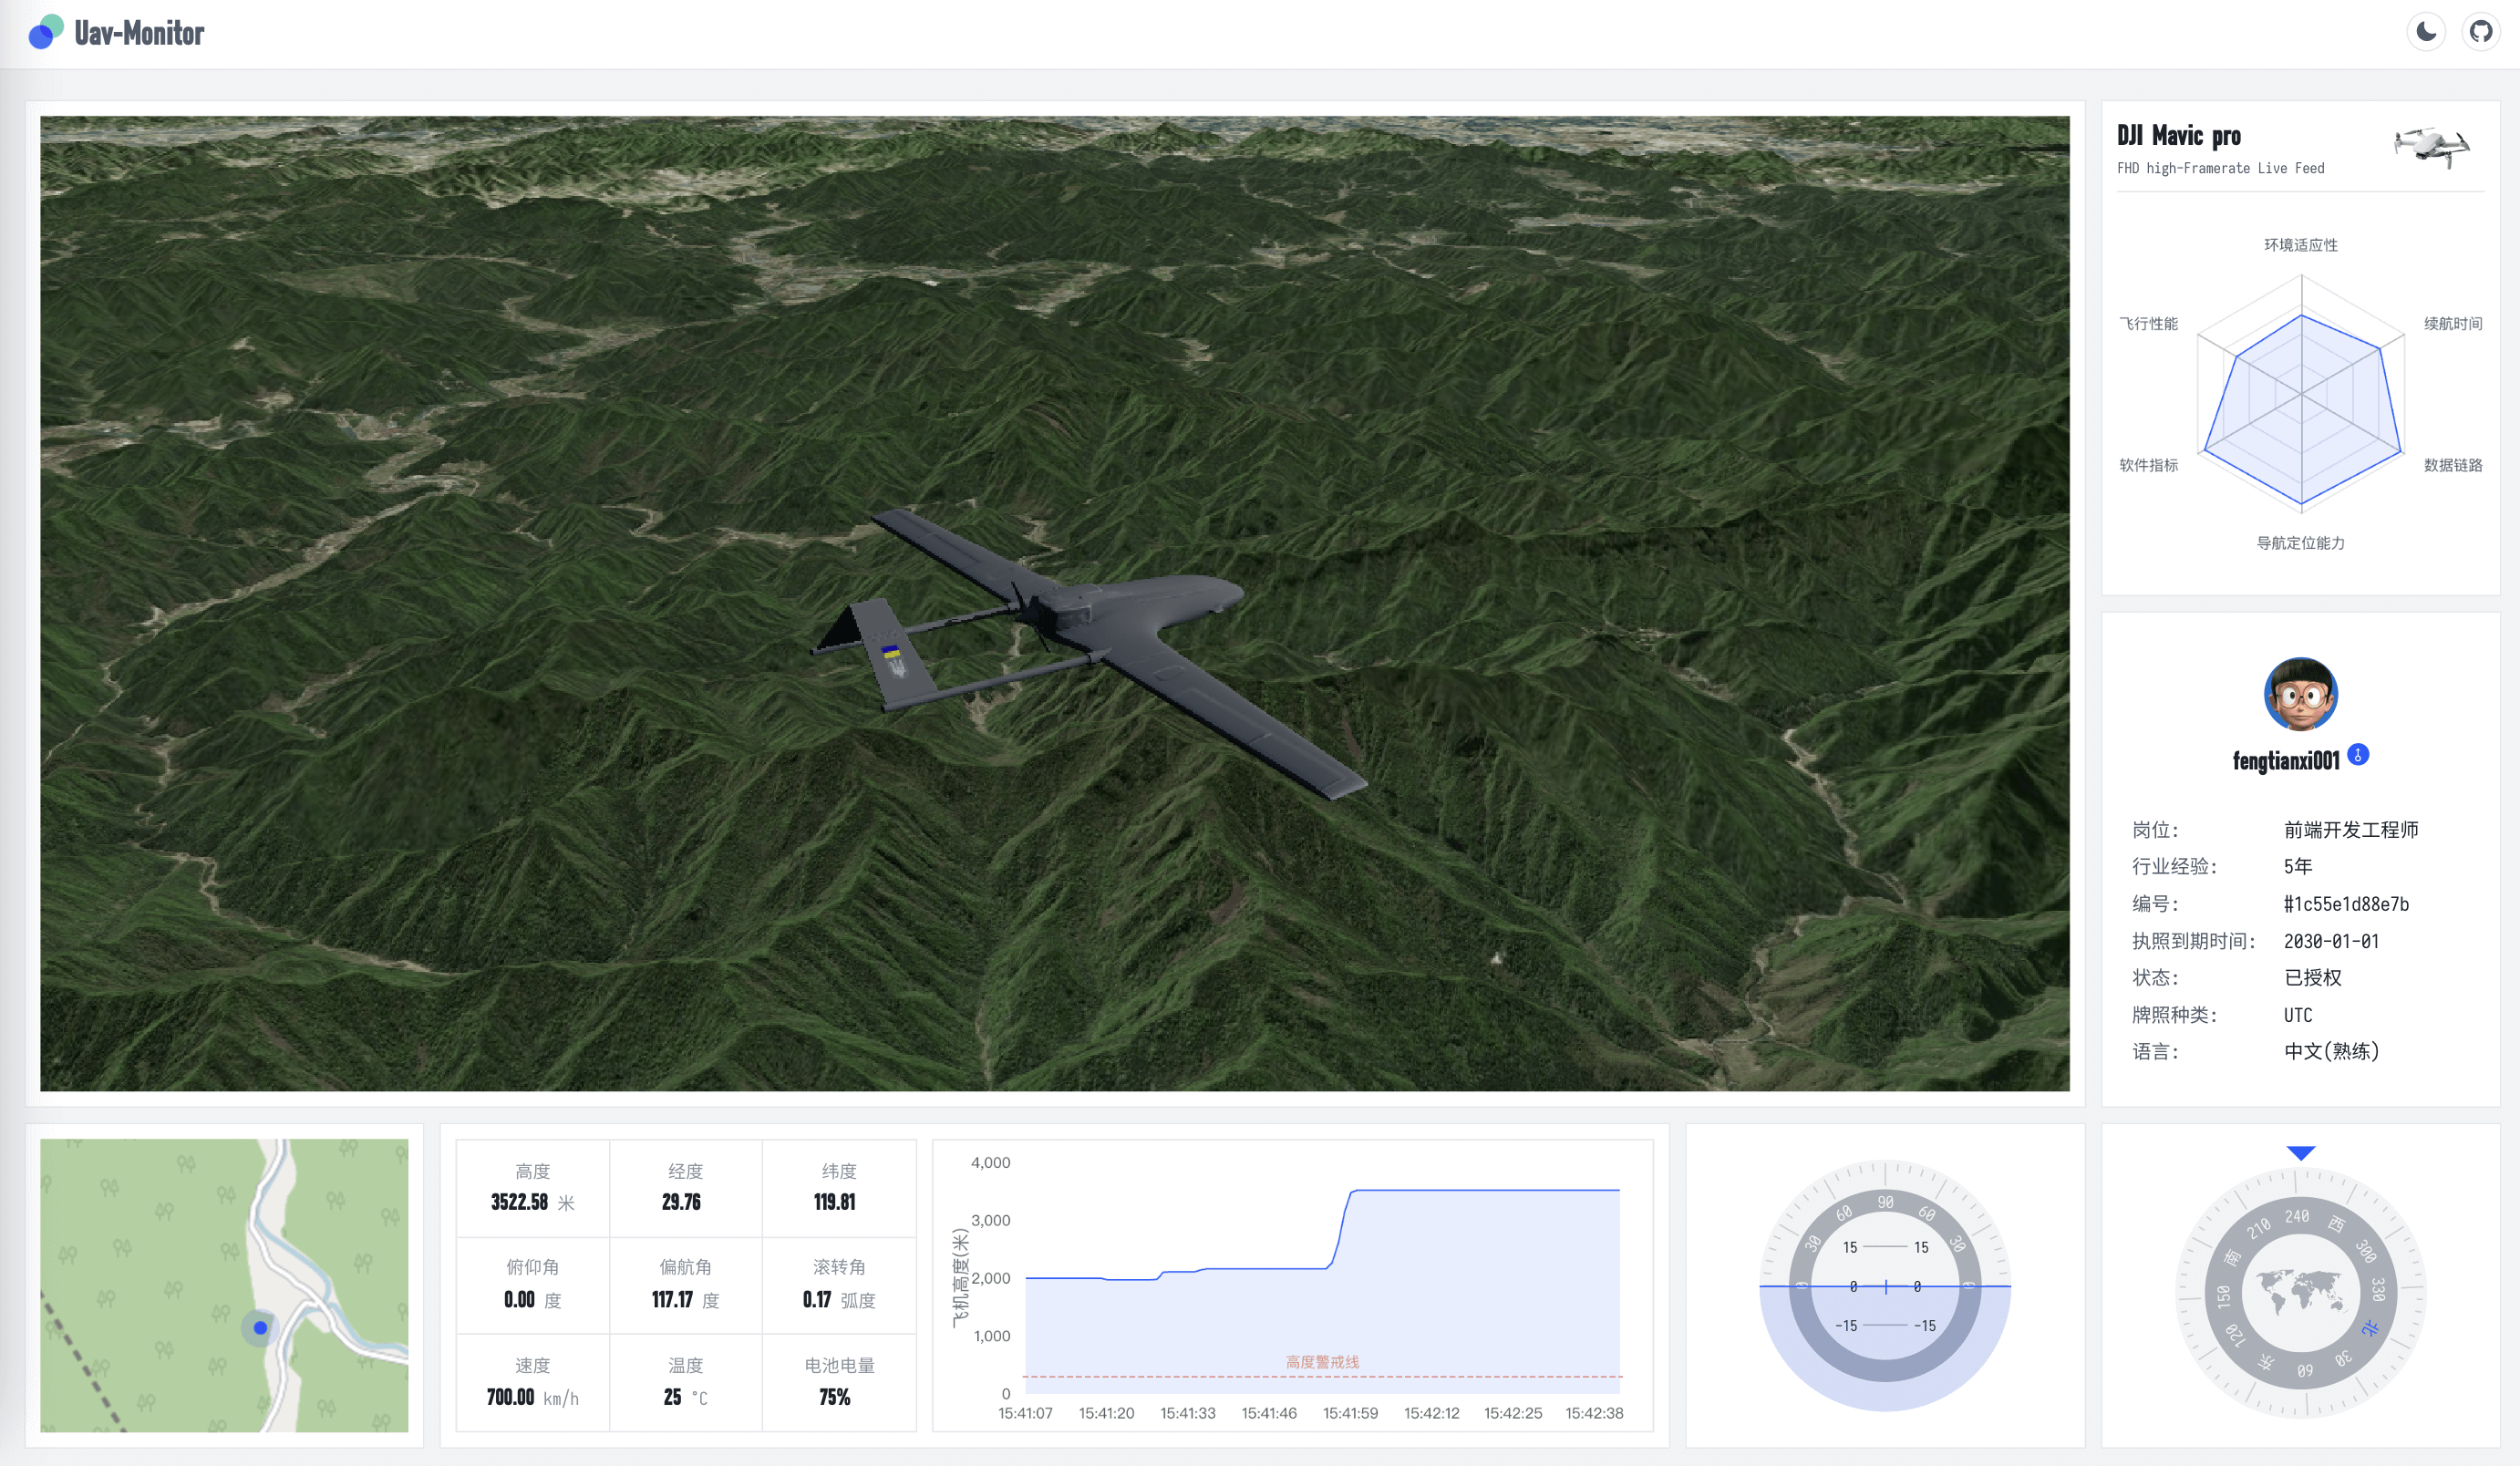 Uav-Monitor
DJI Mavic pro
FHD high-Framerate Live Feed
环境适应性
飞行性能
续航时间
软件指标
数据链路
导航定位能力
fengtianxi001
岗位: 前端开发工程师
行业经验: 5年
编号: #1c55e1d88e7b
执照到期时间: 2030-01-01
状态: 已授权
牌照种类: UTC
语言: 中文(熟练)
高度 经度 纬度
3522.58 米 29.76 119.81
俯仰角 偏航角 滚转角
0.00 度 117.17 度 0.17 弧度
速度 温度 电池电量
700.00 km/h 25 °C 75%
飞机高度(米)
4,000
3,000
2,000
1,000
0
高度警戒线
15:41:07 15:41:20 15:41:33 15:41:46 15:41:59 15:42:12 15:42:25 15:42:38
0 30 60 90 60 30 0
15 15
0 0
-15 -15
240 西 300 330 北 30 60 东 120 150 南 210